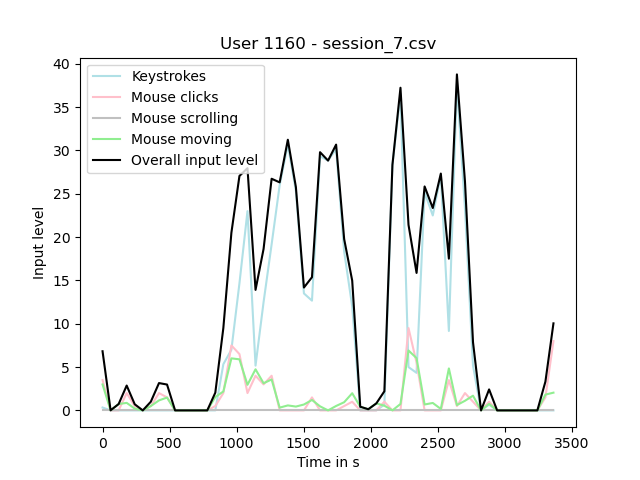 User 1160 - session_7.csv
Keystrokes
Mouse clicks
Mouse scrolling
Mouse moving
Overall input level
40
35
30
25
20
15
10
5
0
Input level
0 500 1000 1500 2000 2500 3000 3500
Time in s